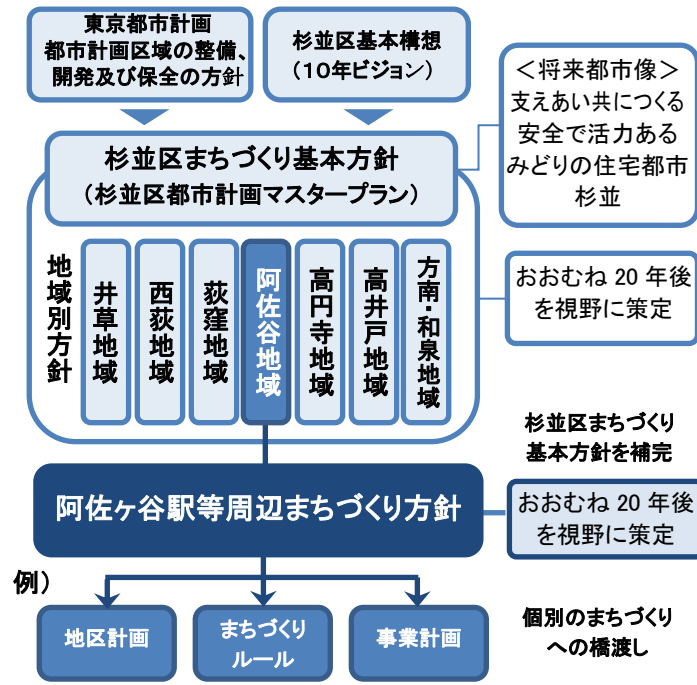 東京都市計画
都市計画区域の整備、
開発及び保全の方針
杉並区基本構想
（１０年ビジョン）
＜将来都市像＞
支えあい共につくる
安全で活力ある
みどりの住宅都市
杉並
杉並区まちづくり基本方針
（杉並区都市計画マスタープラン）
地域別方針
井草地域
西荻地域
荻窪地域
阿佐谷地域
高円寺地域
高井戸地域
方南・和泉地域
おおむね 20 年後
を視野に策定
杉並区まちづくり
基本方針を補完
阿佐ヶ谷駅等周辺まちづくり方針
おおむね 20 年後
を視野に策定
例）
地区計画
まちづくり
ルール
事業計画
個別のまちづくり
への橋渡し